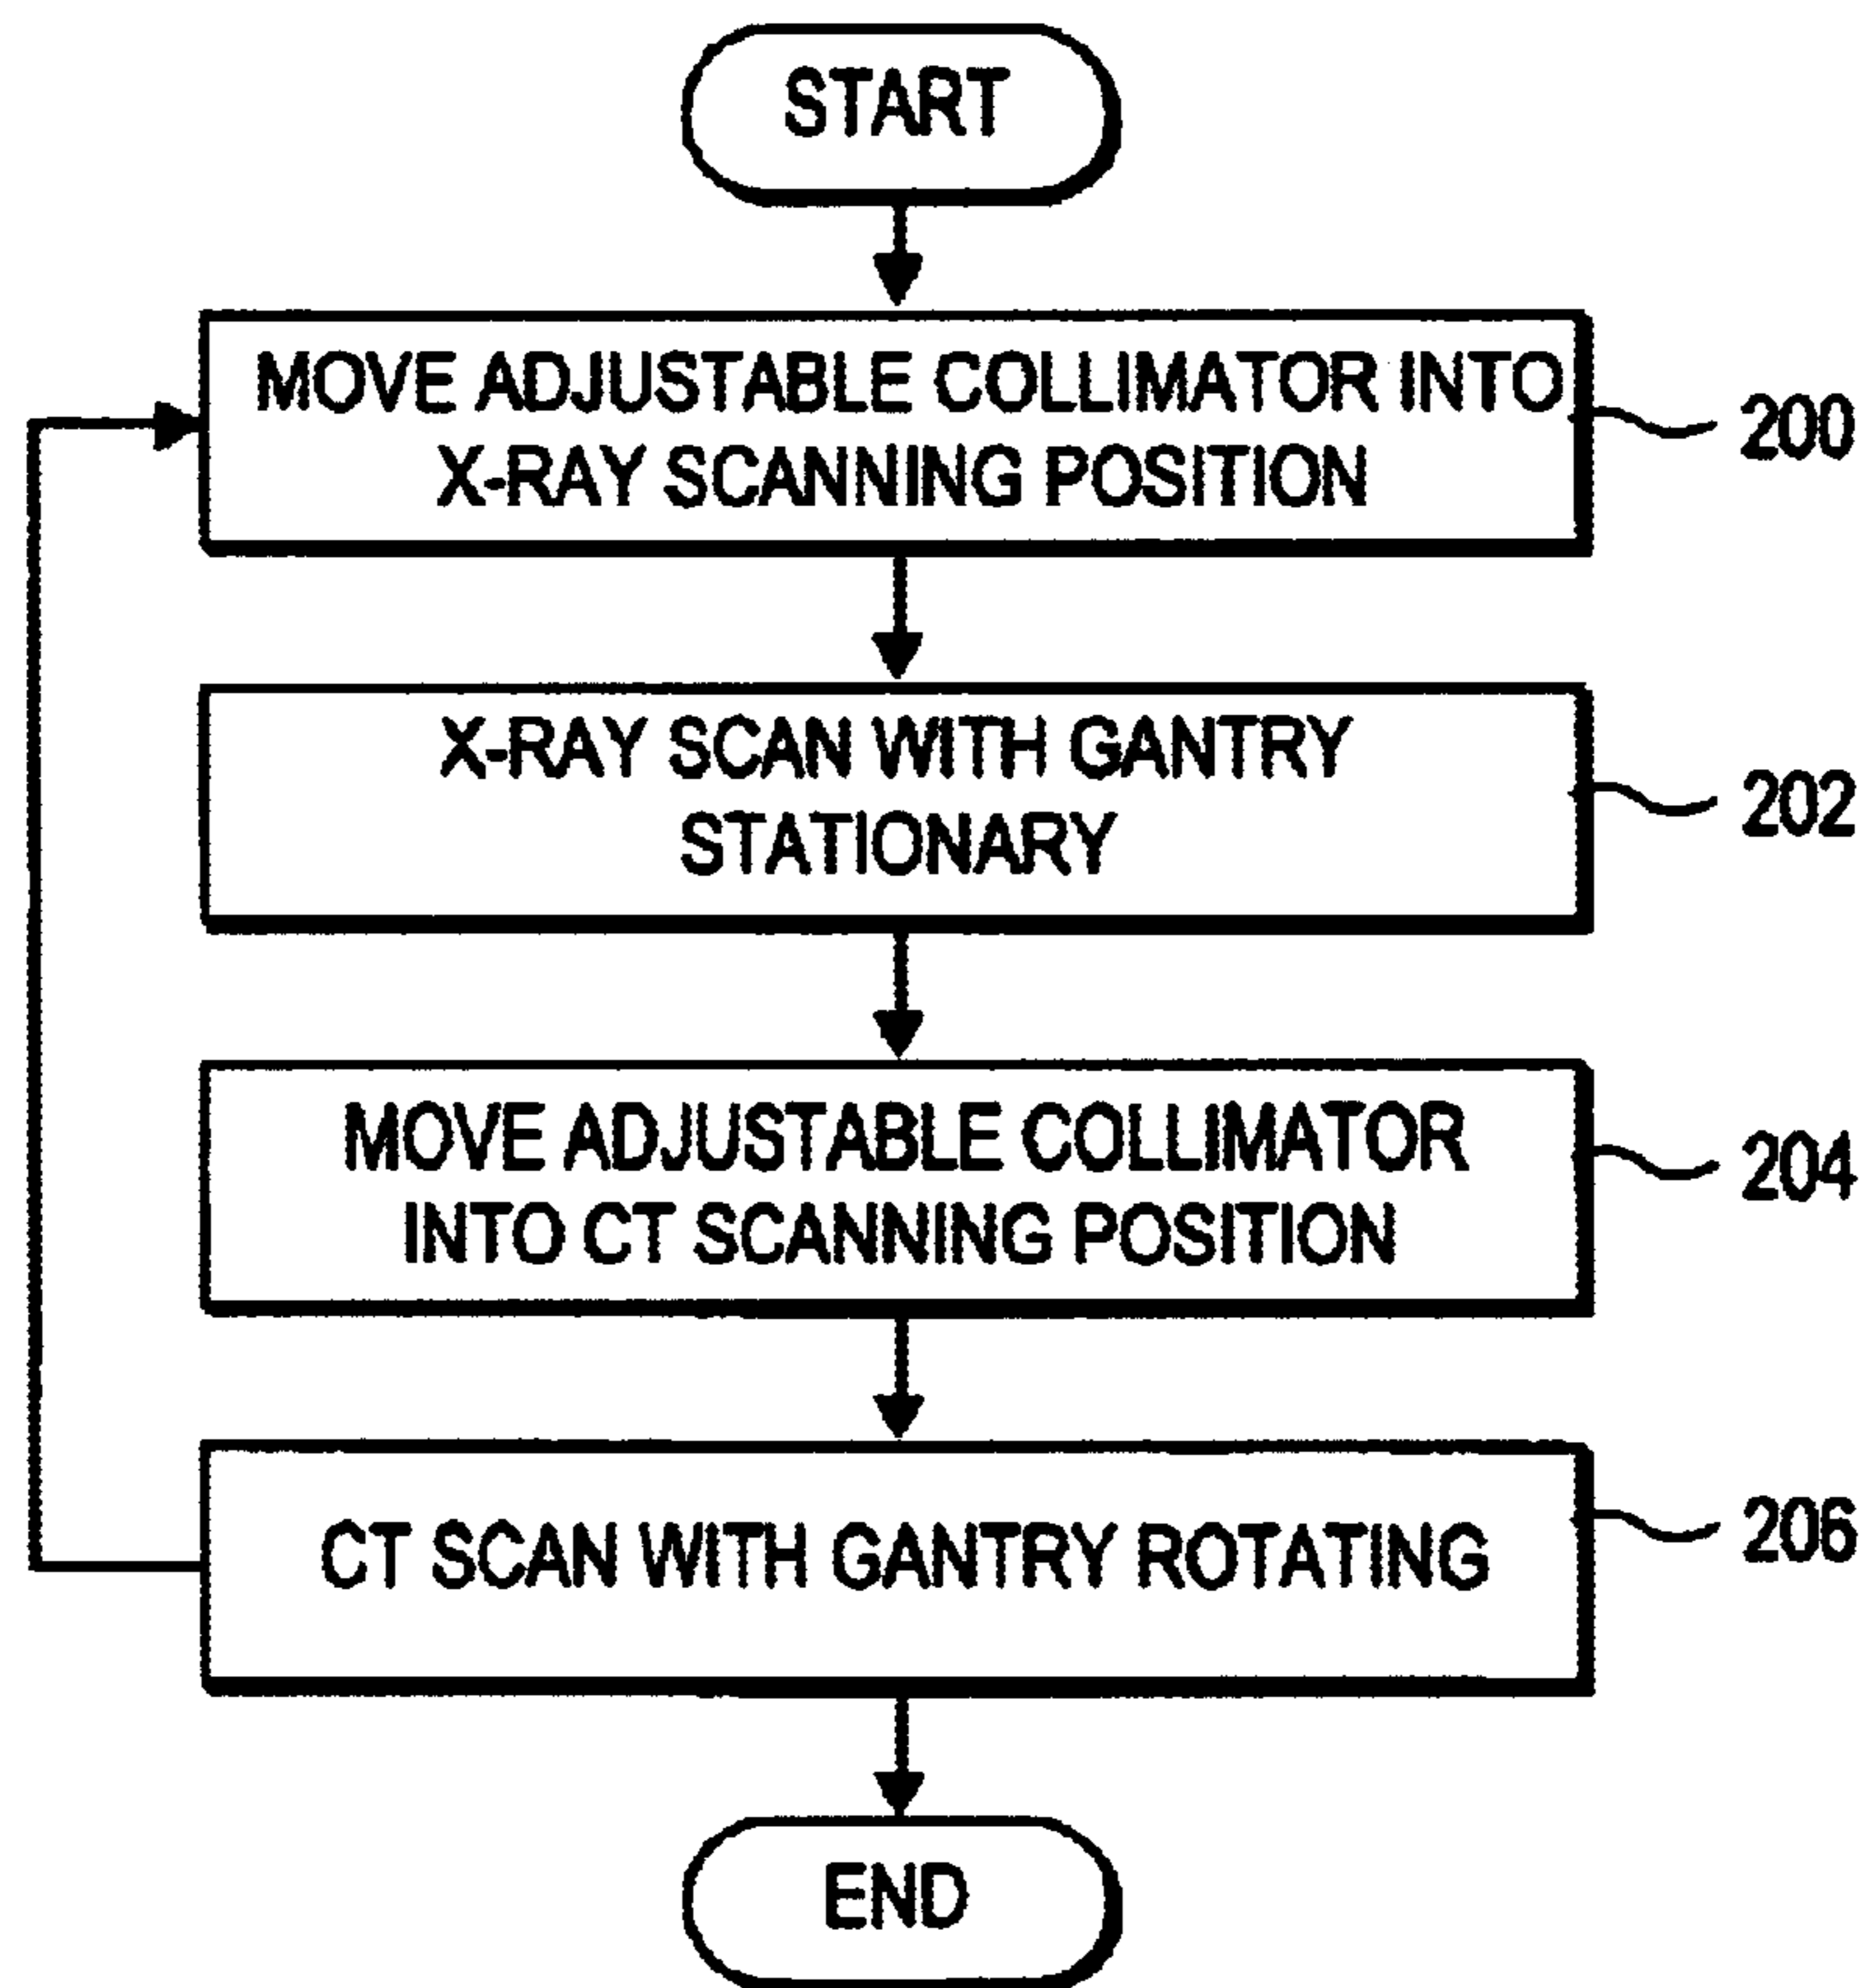 START
MOVE ADJUSTABLE COLLIMATOR INTO
X-RAY SCANNING POSITION
200
X-RAY SCAN WITH GANTRY
STATIONARY
202
MOVE ADJUSTABLE COLLIMATOR
INTO CT SCANNING POSITION
204
CT SCAN WITH GANTRY ROTATING
206
END